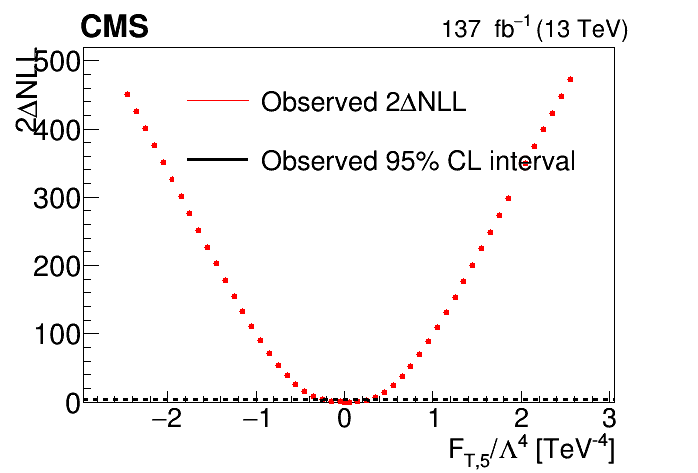 CMS
137 fb⁻¹ (13 TeV)
2ΔNLL
500
400
300
200
100
0
Observed 2ΔNLL
Observed 95% CL interval
−2 −1 0 1 2 3
F_T,5/Λ⁴ [TeV⁻⁴]